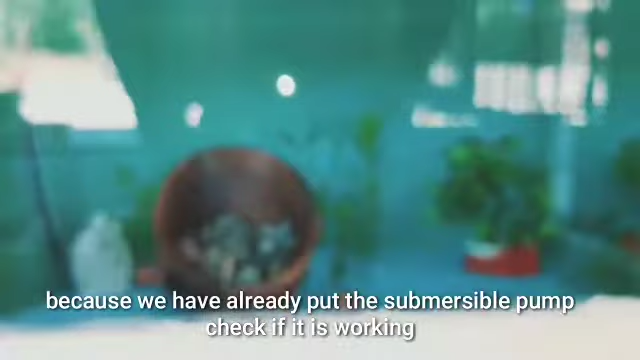 because we have already put the submersible pump
check if it is working